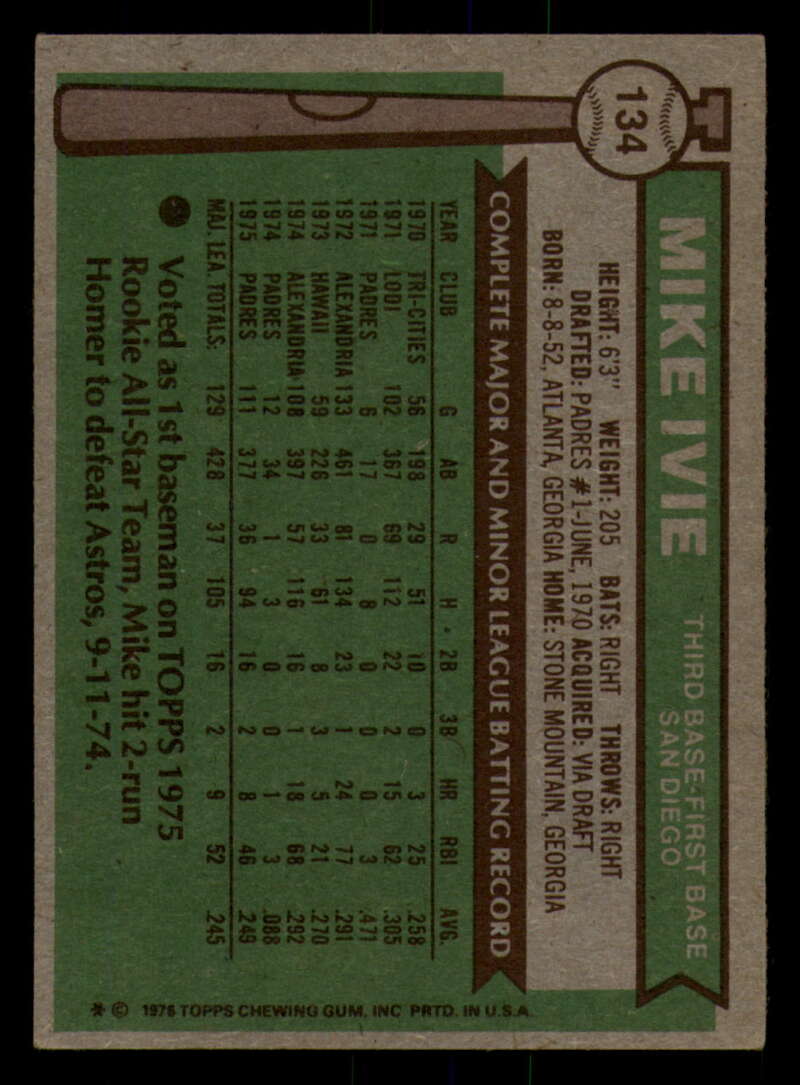 134
MIKE IVIE
THIRD BASE-FIRST BASE
SAN DIEGO
HEIGHT: 6'3" WEIGHT: 205 BATS: RIGHT THROWS: RIGHT
DRAFTED: PADRES #1-JUNE, 1970 ACQUIRED: VIA DRAFT
BORN: 8-8-52, ATLANTA, GEORGIA HOME: STONE MOUNTAIN, GEORGIA
COMPLETE MAJOR AND MINOR LEAGUE BATTING RECORD
YEAR CLUB G AB R H 2B 3B HR RBI AVG.
1970 TRI-CITIES 56 198 29 51 10 0 3 25 .258
1971 LODI 102 367 69 112 22 2 15 62 .305
1971 PADRES 6 17 0 8 0 0 0 3 .471
1972 ALEXANDRIA 133 461 81 134 23 1 24 77 .291
1973 HAWAII 59 226 33 61 8 3 5 21 .270
1974 ALEXANDRIA 108 397 57 116 16 1 18 68 .292
1974 PADRES 12 34 1 3 0 0 1 3 .088
1975 PADRES 111 377 36 94 16 2 8 46 .249
MAJ. LEA. TOTALS: 129 428 37 105 16 2 9 52 .245
Voted as 1st baseman on TOPPS 1975
Rookie All-Star Team, Mike hit 2-run
Homer to defeat Astros, 9-11-74.
* © 1976 TOPPS CHEWING GUM, INC PRTD. IN U.S.A.